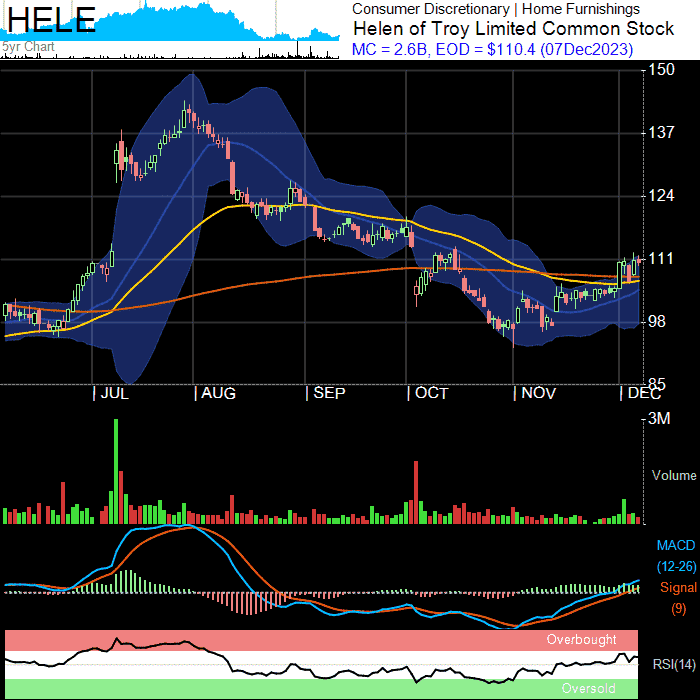 HELE
5yr Chart
Consumer Discretionary | Home Furnishings
Helen of Troy Limited Common Stock
MC = 2.6B, EOD = $110.4 (07Dec2023)
150
137
124
111
98
85
JUL AUG SEP OCT NOV DEC
3M
Volume
MACD
(12-26)
Signal
(9)
Overbought
RSI(14)
Oversold